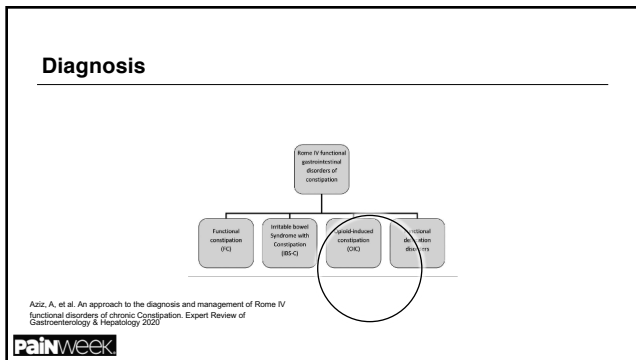 Diagnosis
Rome IV functional
gastrointestinal
disorders of
constipation
Functional
constipation
(FC)
Irritable bowel
Syndrome with
Constipation
(IBS-C)
Opioid-induced
constipation
(OIC)
Functional
defecation
disorders
Aziz, A, et al. An approach to the diagnosis and management of Rome IV
functional disorders of chronic Constipation. Expert Review of
Gastroenterology & Hepatology 2020
PaiNWEEK.